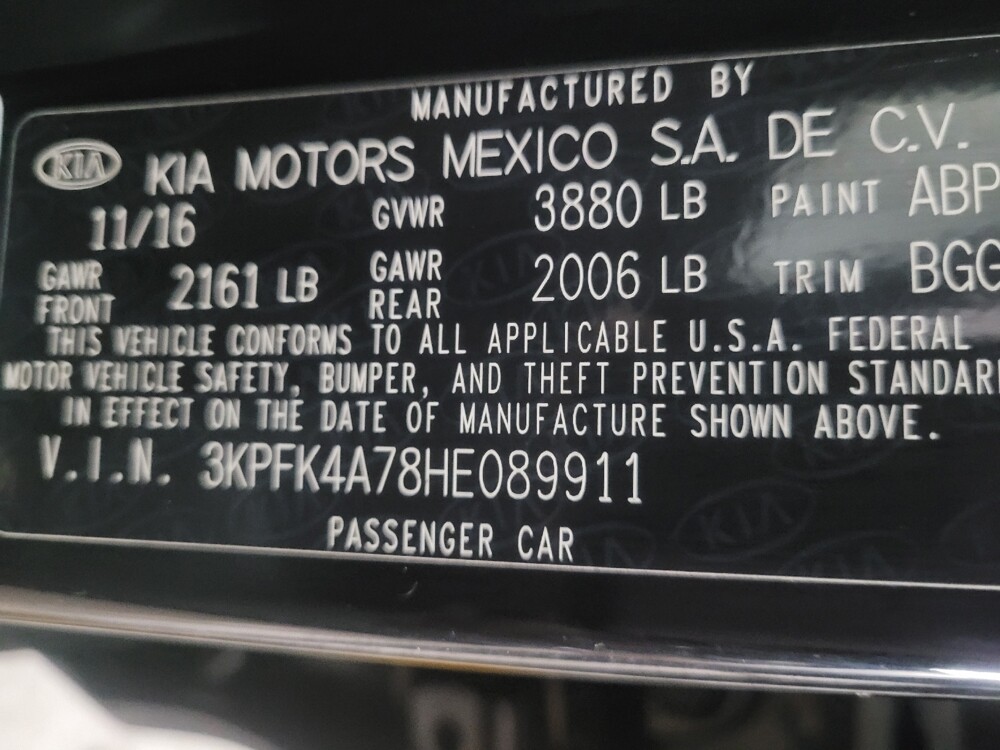 MANUFACTURED BY
KIA KIA MOTORS MEXICO S.A. DE C.V.
11/16 GVWR 3880 LB PAINT ABP
GAWR FRONT 2161 LB GAWR REAR 2006 LB TRIM BGG
THIS VEHICLE CONFORMS TO ALL APPLICABLE U.S.A. FEDERAL
MOTOR VEHICLE SAFETY, BUMPER, AND THEFT PREVENTION STANDAR
IN EFFECT ON THE DATE OF MANUFACTURE SHOWN ABOVE.
V.I.N. 3KPFK4A78HE089911
PASSENGER CAR